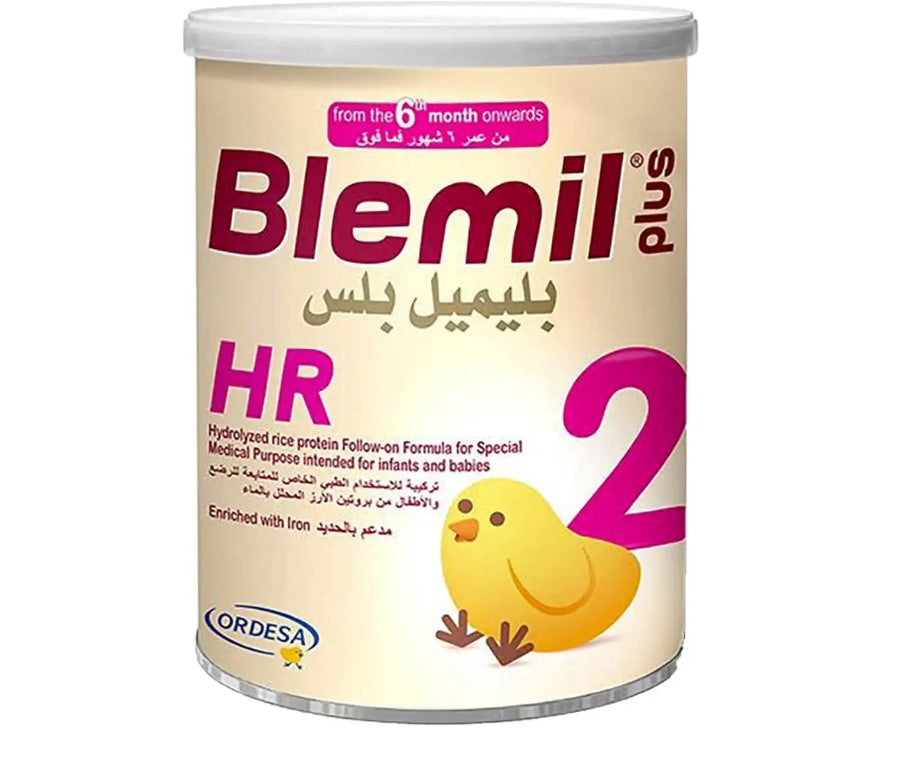 from the 6th month onwards
من عمر ٦ شهور فما فوق
Blemil® plus
بليميل بلس
HR
2
Hydrolyzed rice protein Follow-on Formula for Special
Medical Purpose intended for infants and babies
تركيبة للاستخدام الطبي الخاص للمتابعة للرضع
والأطفال من بروتين الأرز المحلل بالماء
Enriched with Iron مدعم بالحديد
ORDESA